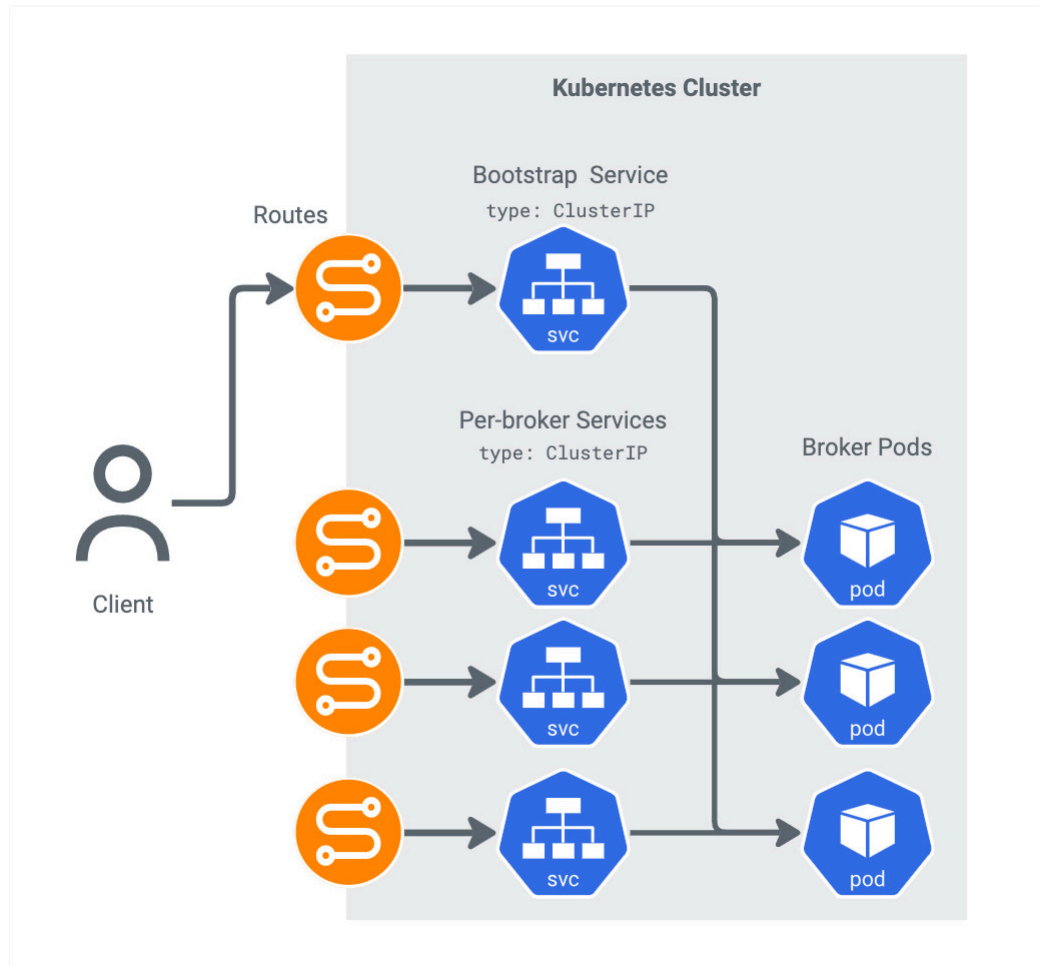 Kubernetes Cluster
Bootstrap Service
type: ClusterIP
Routes
svc
Per-broker Services
type: ClusterIP
Broker Pods
svc
pod
Client
svc
pod
svc
pod